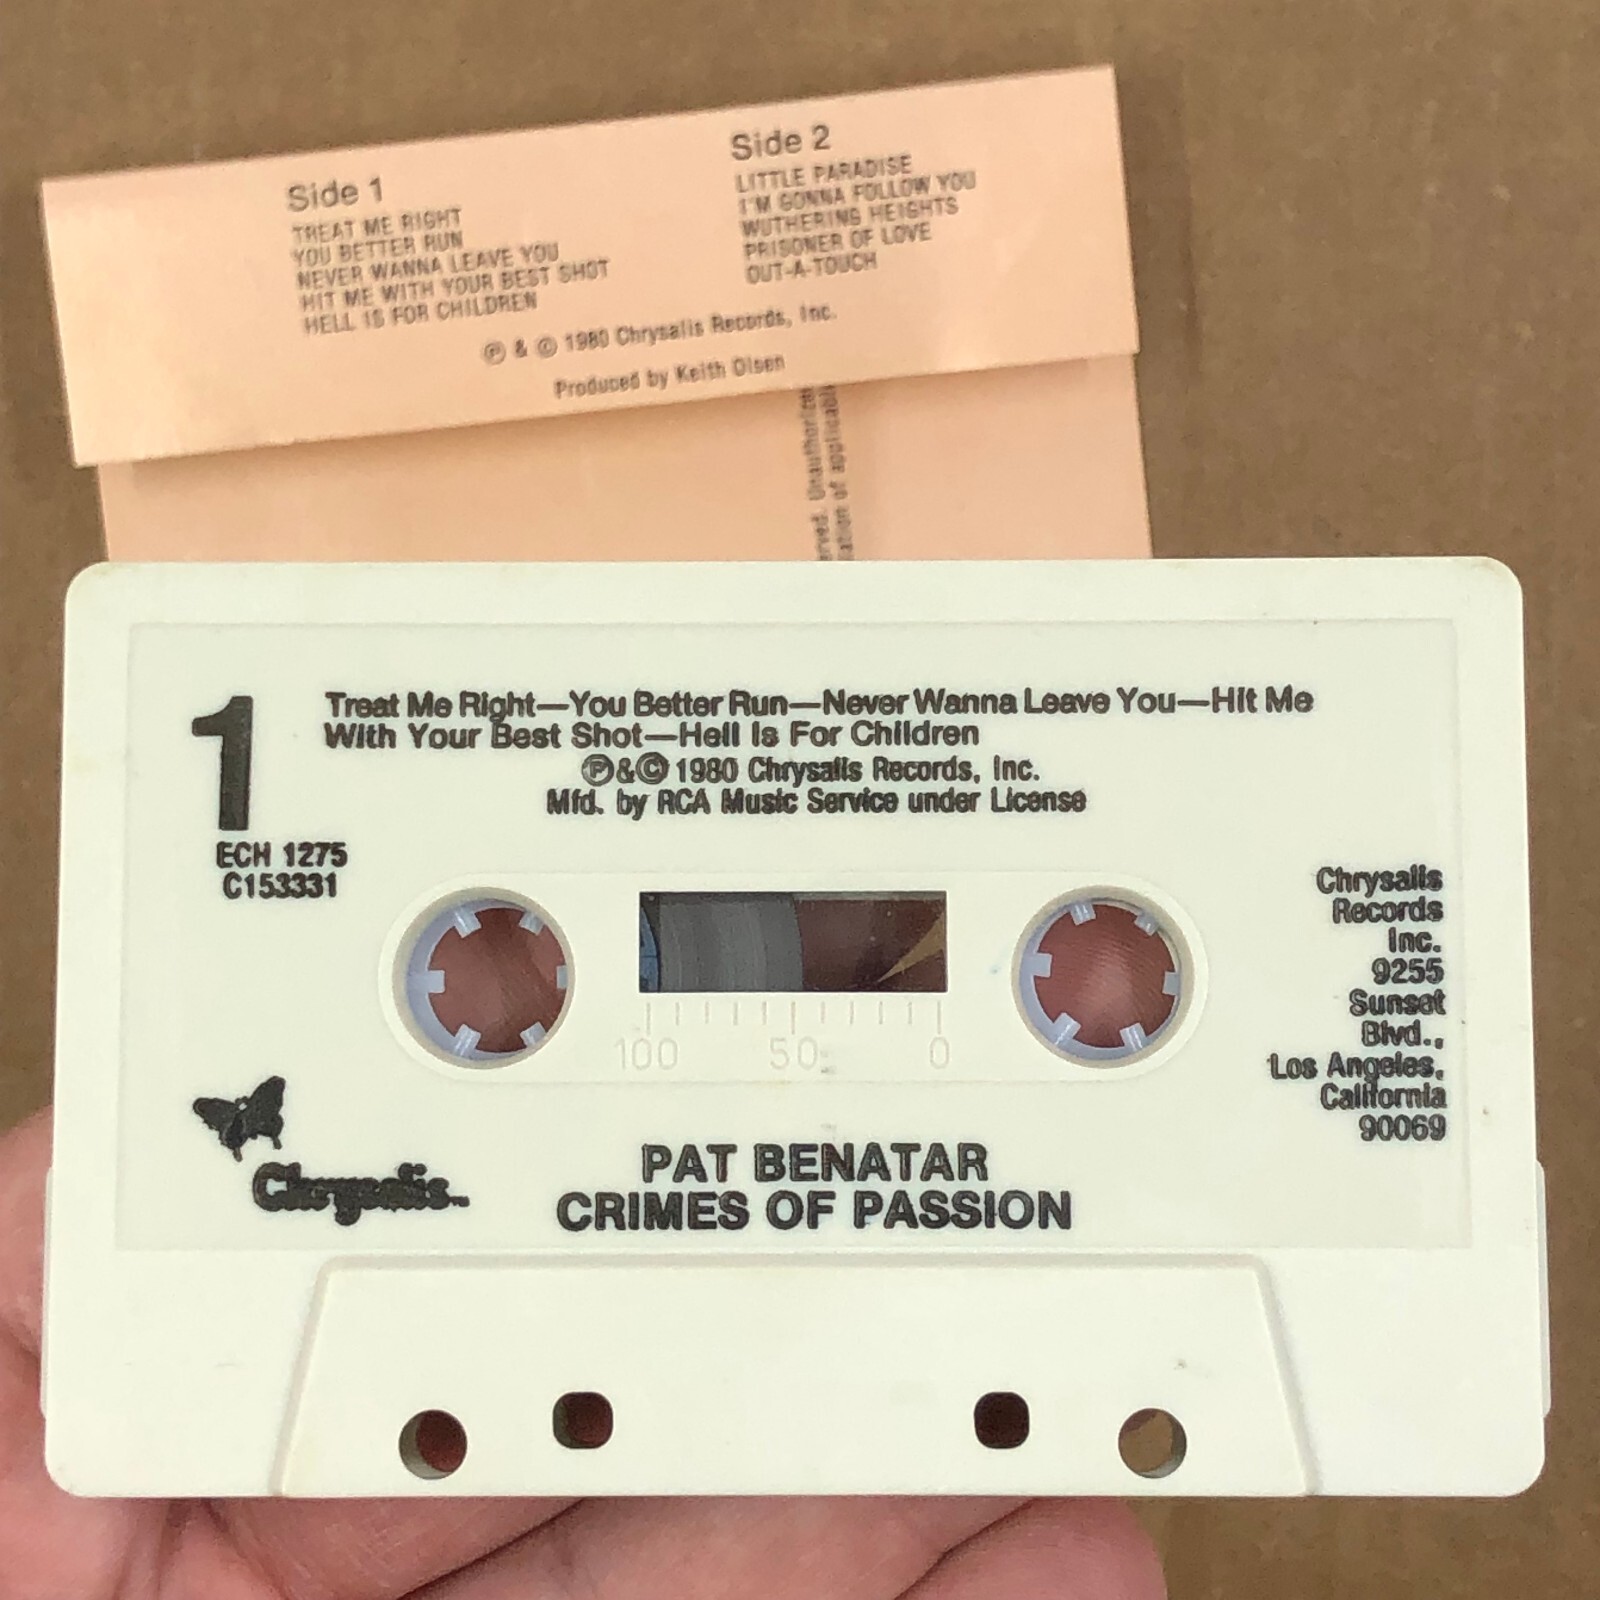 Side 1
TREAT ME RIGHT
YOU BETTER RUN
NEVER WANNA LEAVE YOU
HIT ME WITH YOUR BEST SHOT
HELL IS FOR CHILDREN
Side 2
LITTLE PARADISE
I'M GONNA FOLLOW YOU
WUTHERING HEIGHTS
PRISONER OF LOVE
OUT-A-TOUCH
℗ & © 1980 Chrysalis Records, Inc.
Produced by Keith Olsen
Unauthorized
of applicable
1
Treat Me Right—You Better Run—Never Wanna Leave You—Hit Me
With Your Best Shot—Hell Is For Children
℗&© 1980 Chrysalis Records, Inc.
Mfd. by RCA Music Service under License
ECH 1275
C153331
Chrysalis
Records
Inc.
9255
Sunset
Blvd.,
Los Angeles,
California
90069
100 50 0
Chrysalis™
PAT BENATAR
CRIMES OF PASSION